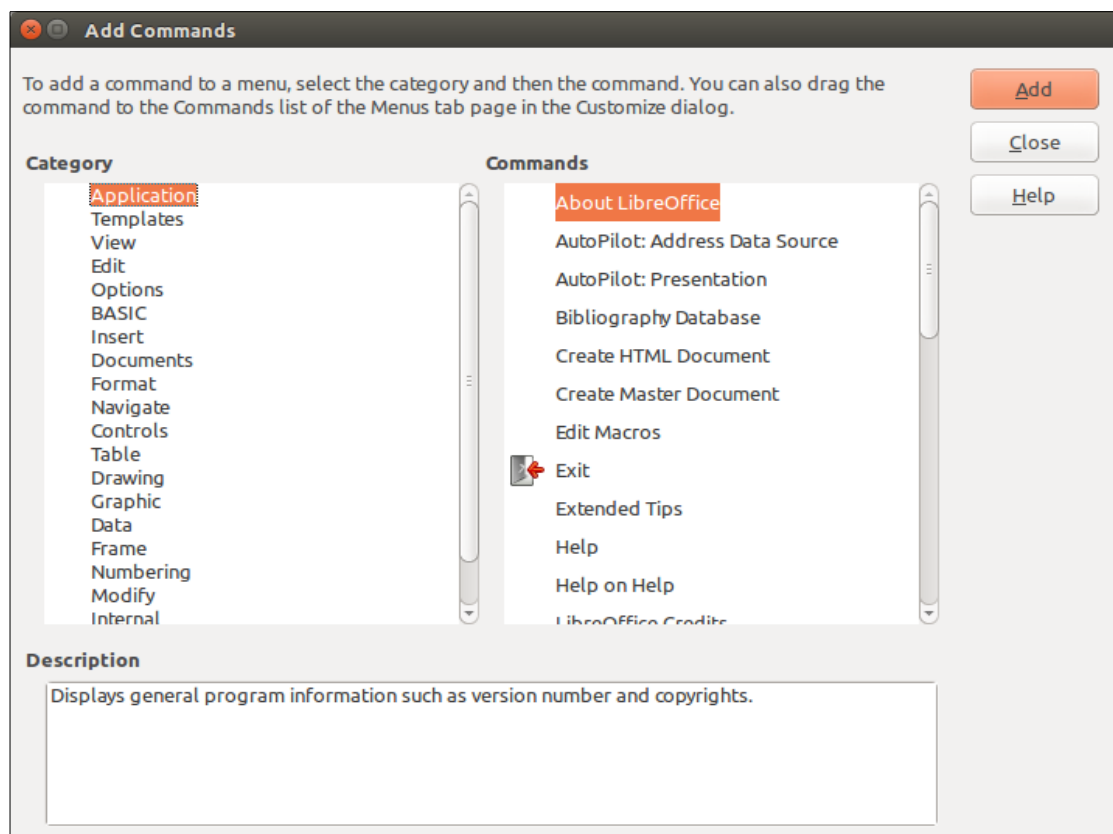 Add Commands
To add a command to a menu, select the category and then the command. You can also drag the
command to the Commands list of the Menus tab page in the Customize dialog.
Add
Close
Help
Category
Application
Templates
View
Edit
Options
BASIC
Insert
Documents
Format
Navigate
Controls
Table
Drawing
Graphic
Data
Frame
Numbering
Modify
Internal
Commands
About LibreOffice
AutoPilot: Address Data Source
AutoPilot: Presentation
Bibliography Database
Create HTML Document
Create Master Document
Edit Macros
Exit
Extended Tips
Help
Help on Help
LibreOffice Credits
Description
Displays general program information such as version number and copyrights.